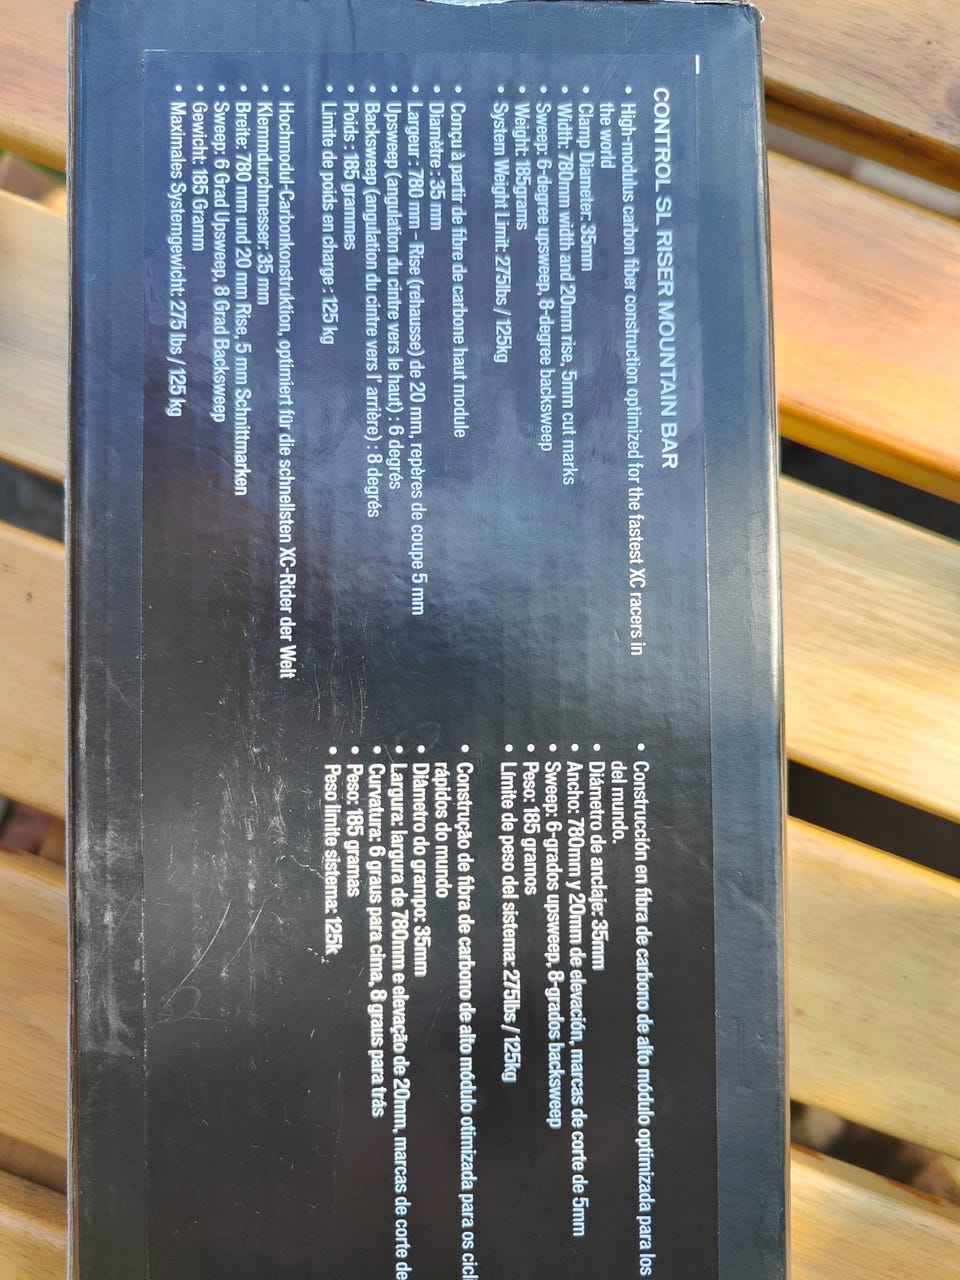 CONTROL SL RISER MOUNTAIN BAR
• High-modulus carbon fiber construction optimized for the fastest XC racers in
the world
• Clamp Diameter: 35mm
• Width: 780mm width and 20mm rise, 5mm cut marks
• Sweep: 6-degree upsweep, 8-degree backsweep
• Weight: 185grams
• System Weight Limit: 275lbs / 125kg
• Conçu à partir de fibre de carbone haut module
• Diamètre : 35 mm
• Largeur : 780 mm - Rise (rehausse) de 20 mm, repères de coupe 5 mm
• Upsweep (angulation du cintre vers le haut) : 6 degrés
• Backsweep (angulation du cintre vers l' arrière) : 8 degrés
• Poids : 185 grammes
• Limite de poids en charge : 125 kg
• Hochmodul-Carbonkonstruktion, optimiert für die schnellsten XC-Rider der Welt
• Klemmdurchmesser: 35 mm
• Breite: 780 mm und 20 mm Rise, 5 mm Schnittmarken
• Sweep: 6 Grad Upsweep, 8 Grad Backsweep
• Gewicht: 185 Gramm
• Maximales Systemgewicht: 275 lbs / 125 kg
• Construcción en fibra de carbono de alto módulo optimizada para los
del mundo.
• Diámetro de anclaje: 35mm
• Ancho: 780mm y 20mm de elevación, marcas de corte de 5mm
• Sweep: 6-grados upsweep, 8-grados backsweep
• Peso: 185 gramos
• Límite de peso del sistema: 275lbs / 125kg
• Construção de fibra de carbono de alto módulo otimizada para os cicl
rápidos do mundo
• Diâmetro do grampo: 35mm
• Largura: largura de 780mm e elevação de 20mm, marcas de corte de
• Curvatura: 6 graus para cima, 8 graus para trás
• Peso: 185 gramas
• Peso limite sistema: 125k